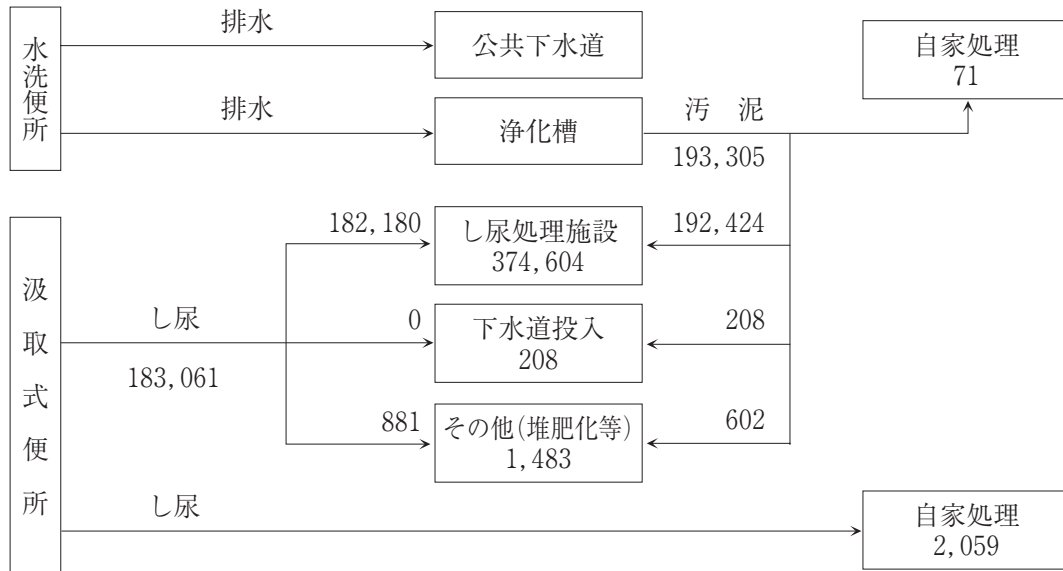 水洗便所
排水
公共下水道
排水
浄化槽
汚 泥
193,305
自家処理
71
汲取式便所
し尿
183,061
182,180
し尿処理施設
374,604
192,424
0
下水道投入
208
208
881
その他(堆肥化等)
1,483
602
し尿
自家処理
2,059